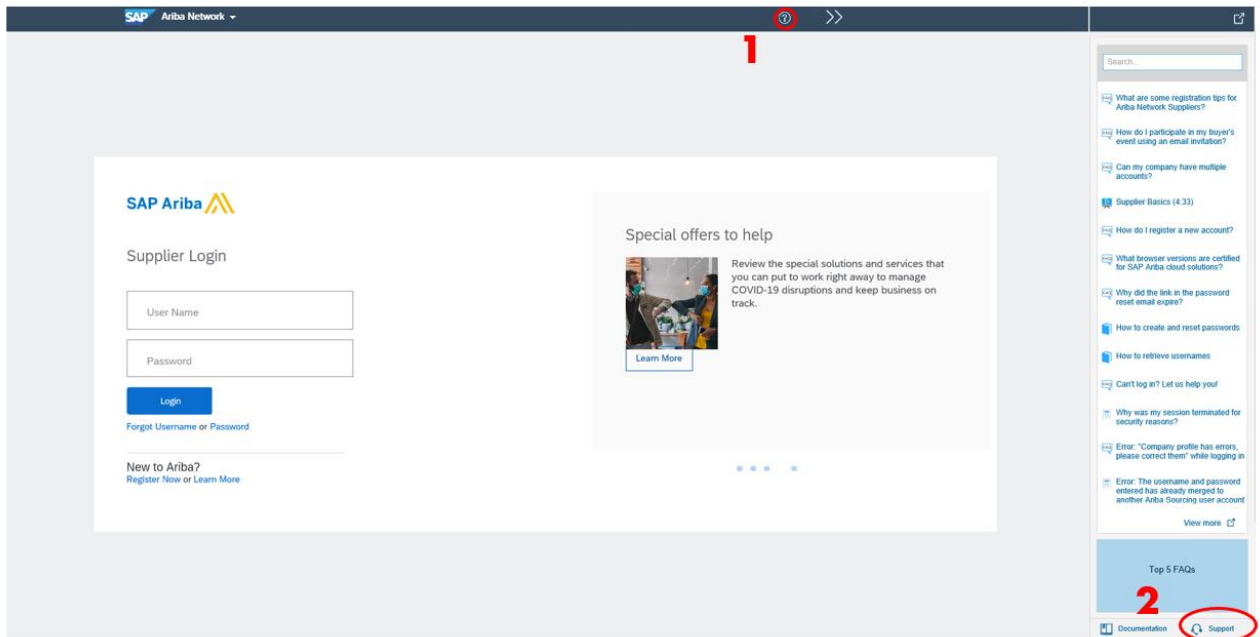 SAP Ariba Network
1
SAP Ariba
Supplier Login
User Name
Password
Login
Forgot Username or Password
New to Ariba?
Register Now or Learn More
Special offers to help
Review the special solutions and services that
you can put to work right away to manage
COVID-19 disruptions and keep business on
track.
Learn More
Search...
FAQ What are some registration tips for
Ariba Network Suppliers?
FAQ How do I participate in my buyer's
event using an email invitation?
FAQ Can my company have multiple
accounts?
Supplier Basics (4:33)
FAQ How do I register a new account?
FAQ What browser versions are certified
for SAP Ariba cloud solutions?
FAQ Why did the link in the password
reset email expire?
How to create and reset passwords
How to retrieve usernames
FAQ Can't log in? Let us help you!
Why was my session terminated for
security reasons?
FAQ Error: "Company profile has errors,
please correct them" while logging in
Error: The username and password
entered has already merged to
another Ariba Sourcing user account
View more
Top 5 FAQs
2
Documentation
Support